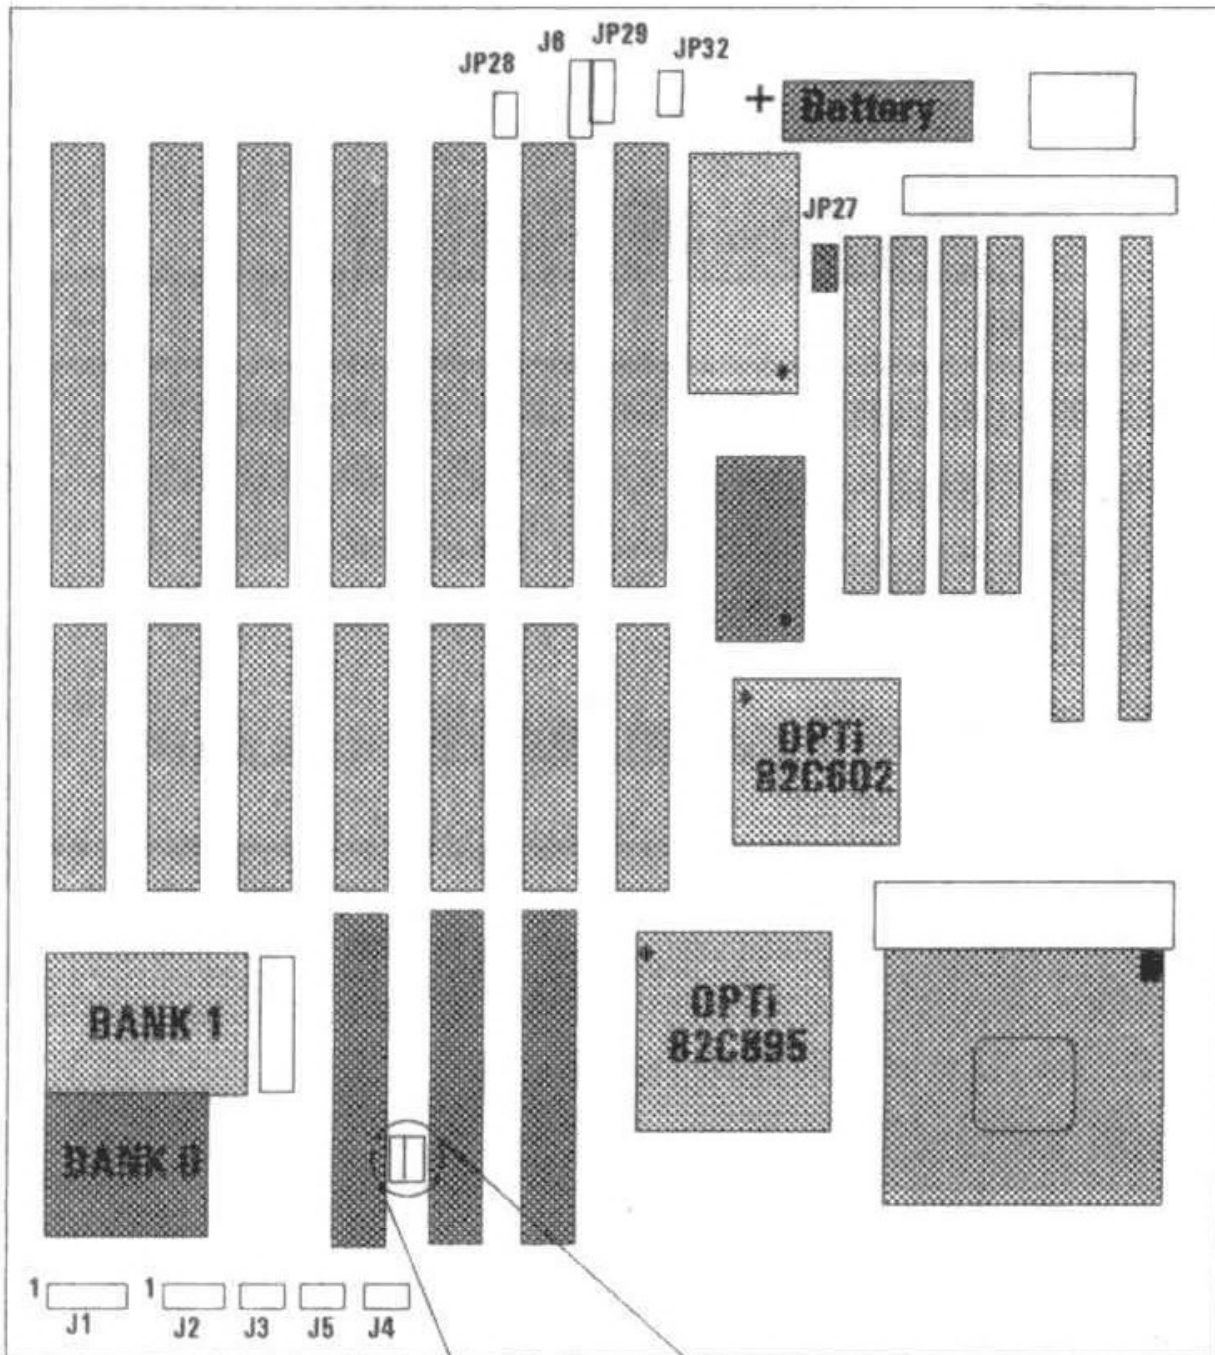 J6 JP29
JP28
JP32
+ Battery
JP27
OPTi
82C602
OPTi
82C895
BANK 1
BANK 0
1
1
J1
J2
J3
J5
J4